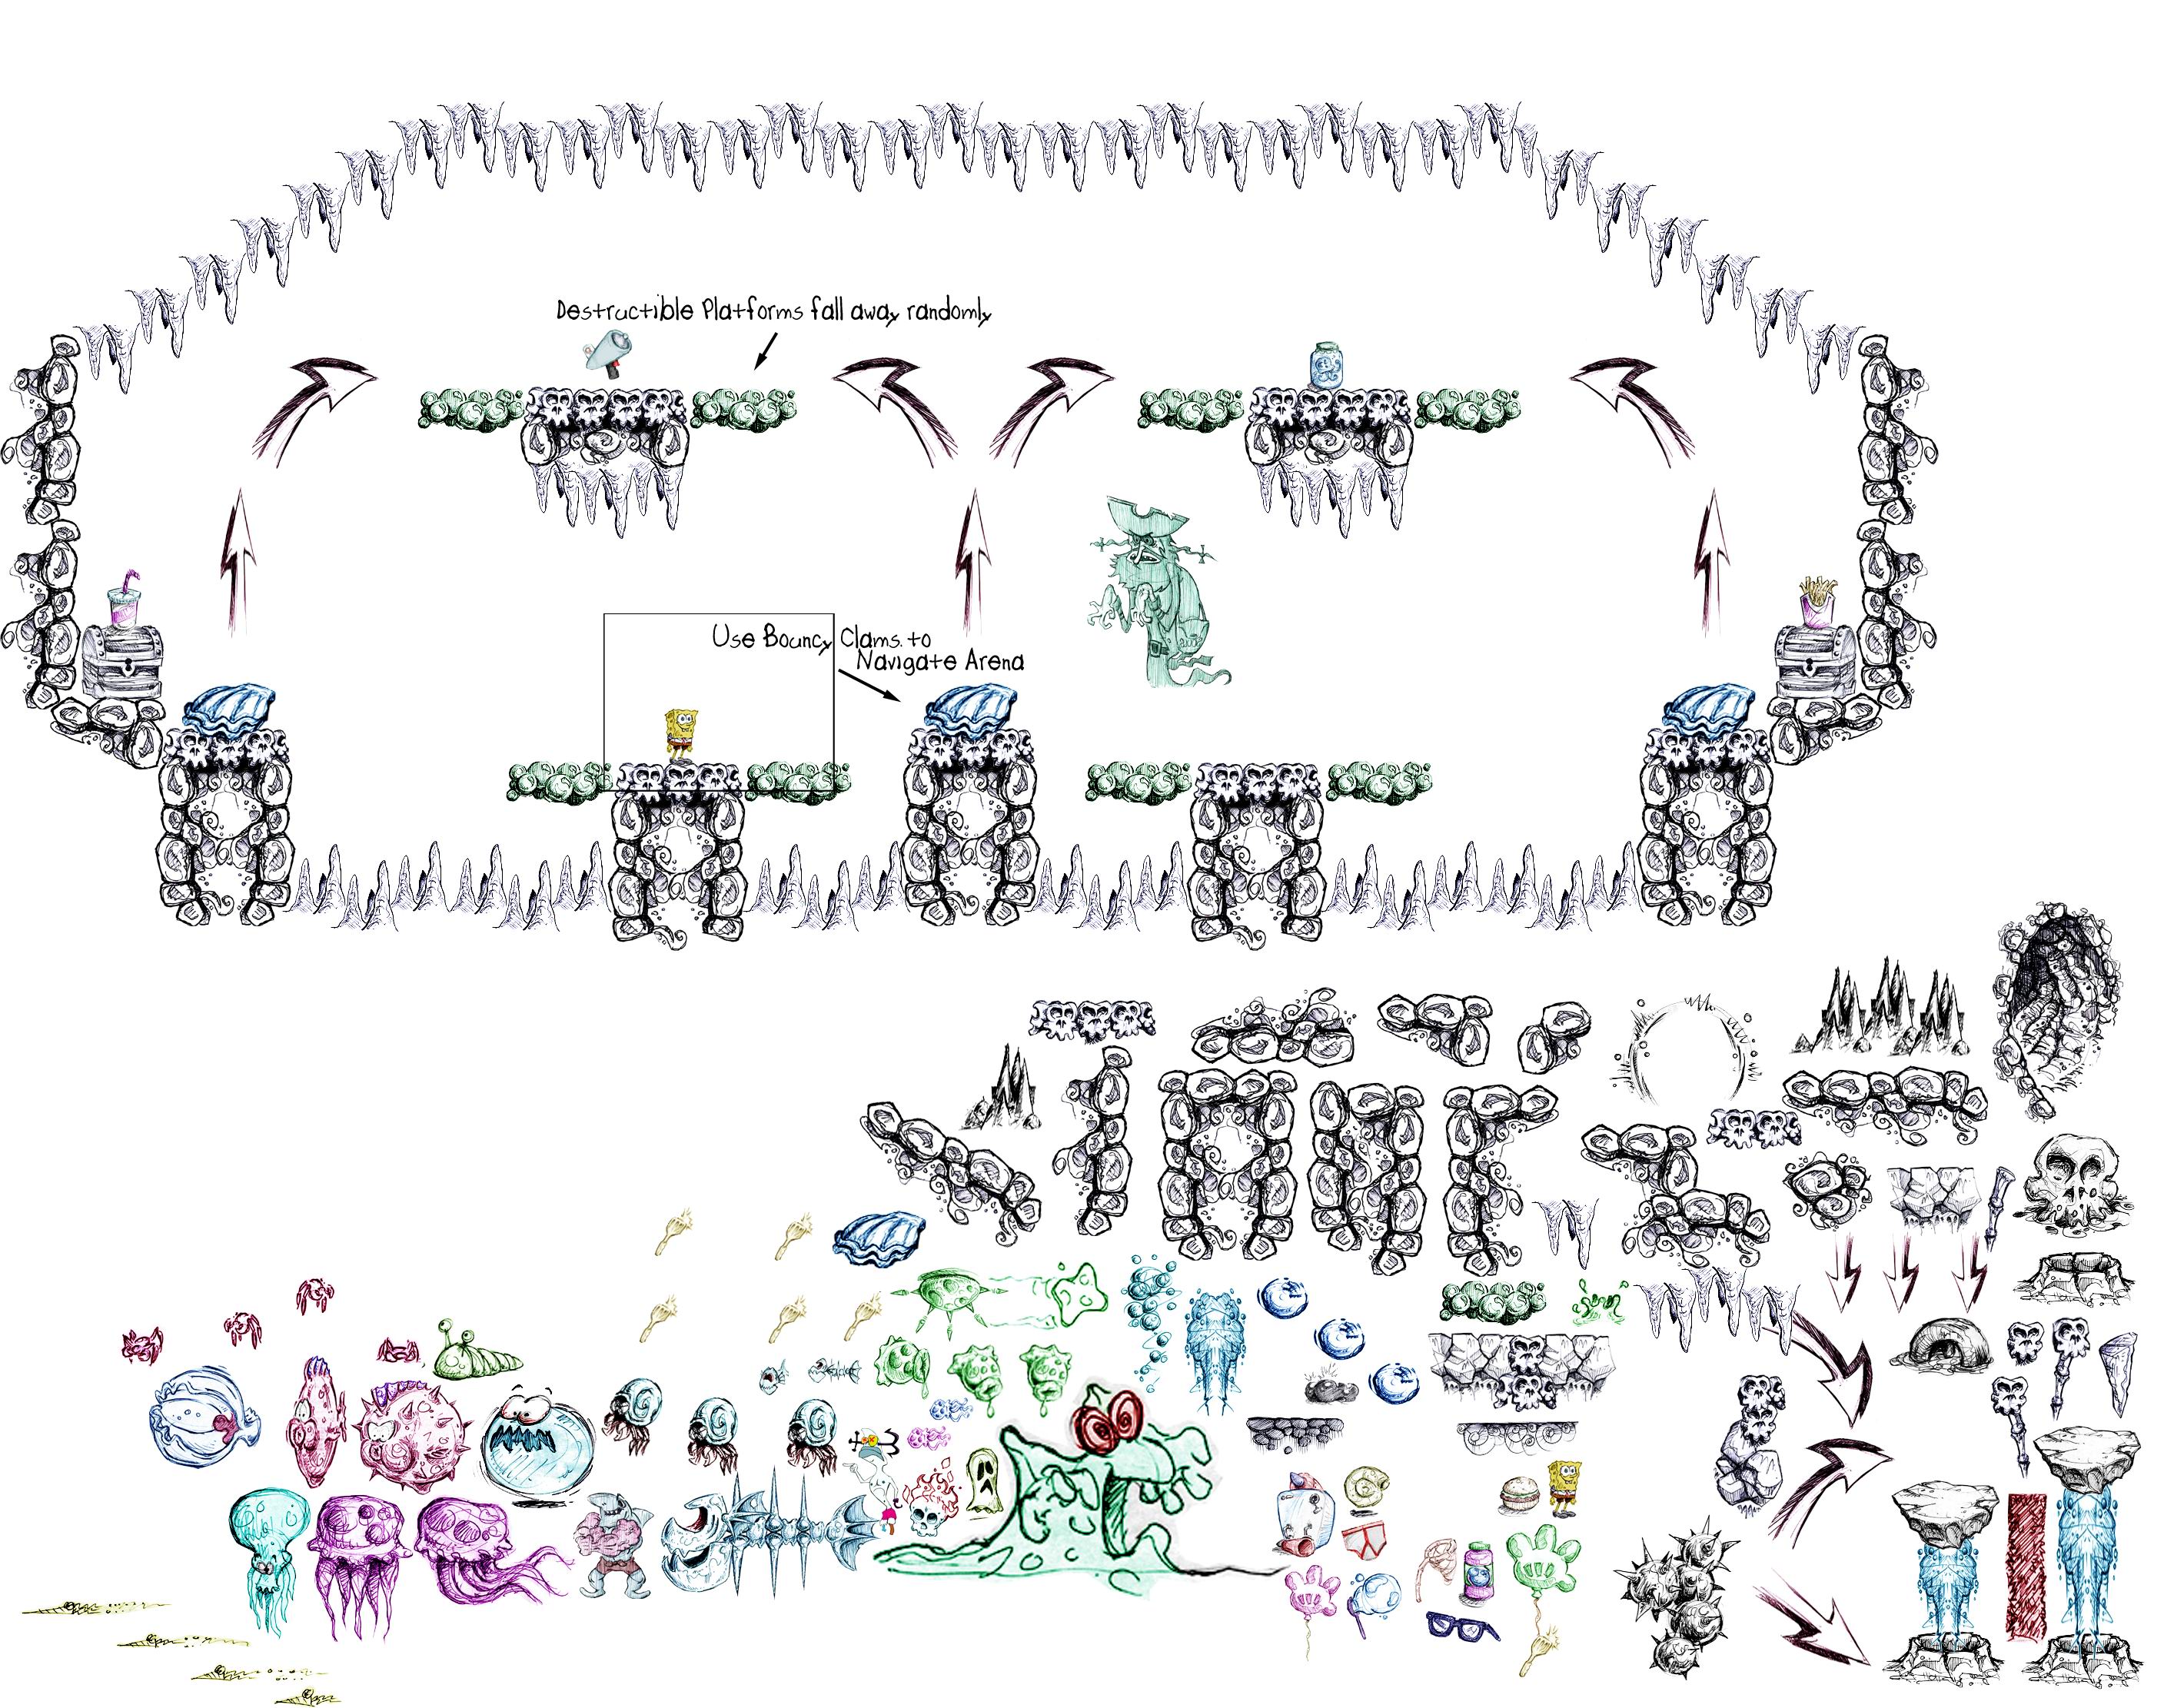 Destructible Platforms fall away randomly
Use Bouncy Clams. to
Navigate Arena